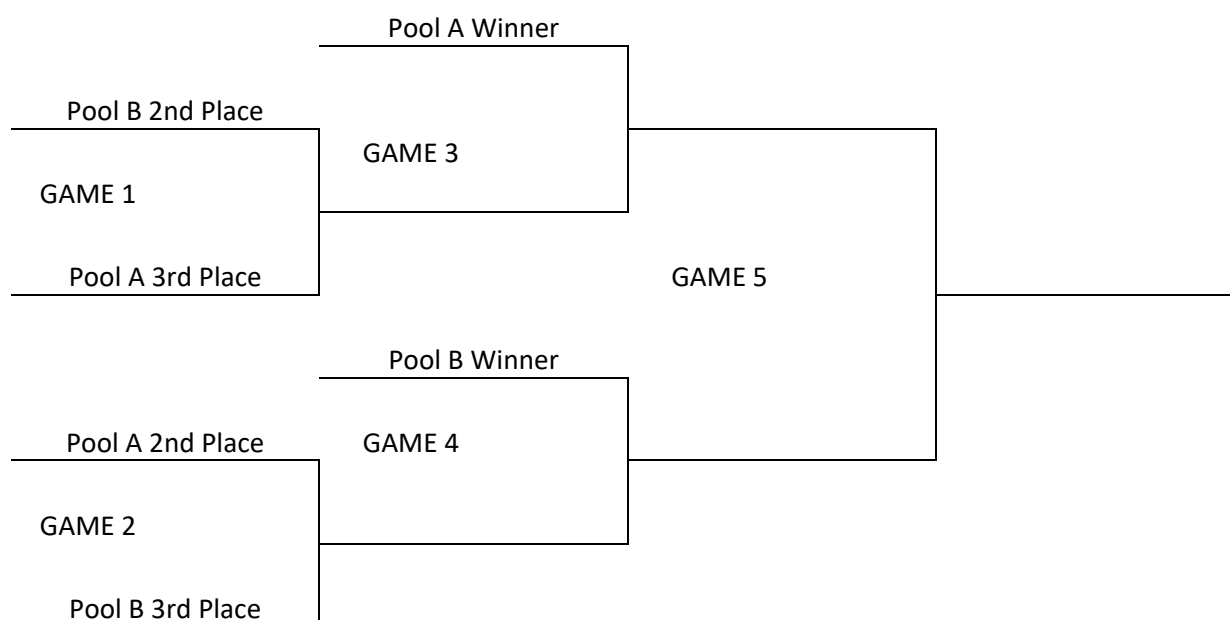 Pool A Winner
Pool B 2nd Place
GAME 3
GAME 1
Pool A 3rd Place
GAME 5
Pool B Winner
Pool A 2nd Place
GAME 4
GAME 2
Pool B 3rd Place